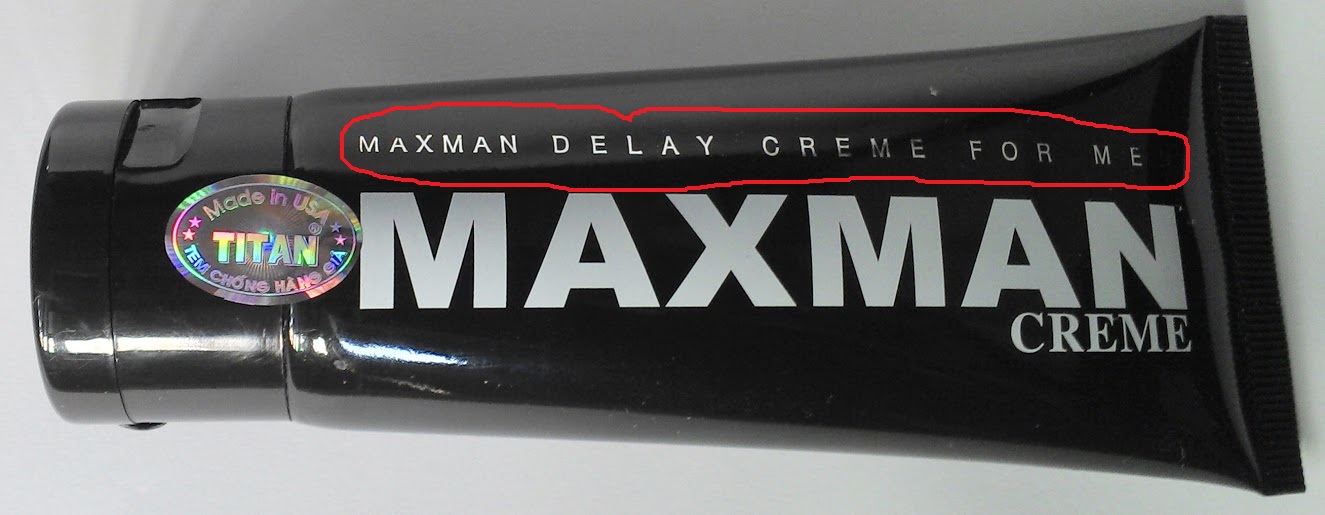 MAXMAN DELAY CREME FOR ME
MAXMAN
CREME
Made in USA
TITAN®
TEM CHỐNG HÀNG GIẢ